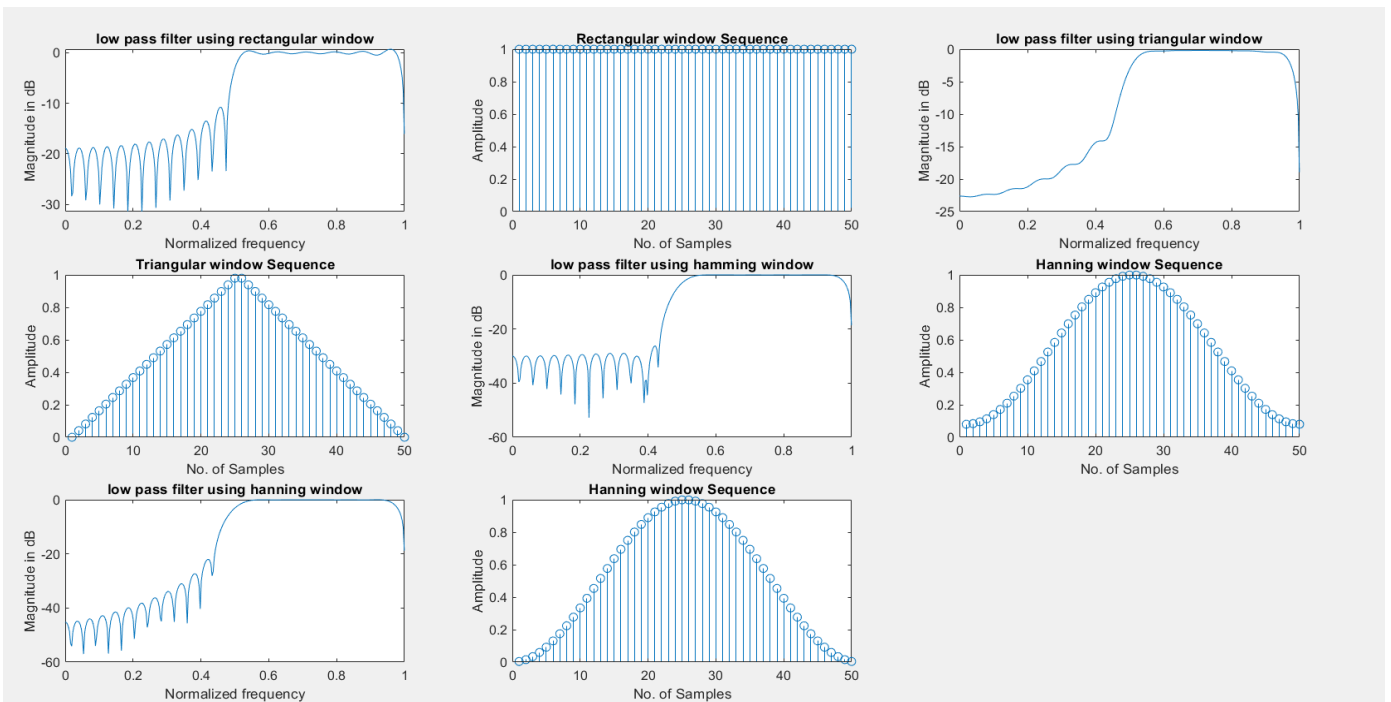 low pass filter using rectangular window
0
-10
-20
-30
Magnitude in dB
0 0.2 0.4 0.6 0.8 1
Normalized frequency
Rectangular window Sequence
1
0.8
0.6
0.4
0.2
0
Amplitude
0 10 20 30 40 50
No. of Samples
low pass filter using triangular window
0
-5
-10
-15
-20
-25
Magnitude in dB
0 0.2 0.4 0.6 0.8 1
Normalized frequency
Triangular window Sequence
1
0.8
0.6
0.4
0.2
0
Amplitude
0 10 20 30 40 50
No. of Samples
low pass filter using hamming window
0
-20
-40
-60
Magnitude in dB
0 0.2 0.4 0.6 0.8 1
Normalized frequency
Hanning window Sequence
1
0.8
0.6
0.4
0.2
0
Amplitude
0 10 20 30 40 50
No. of Samples
low pass filter using hanning window
0
-20
-40
-60
Magnitude in dB
0 0.2 0.4 0.6 0.8 1
Normalized frequency
Hanning window Sequence
1
0.8
0.6
0.4
0.2
0
Amplitude
0 10 20 30 40 50
No. of Samples